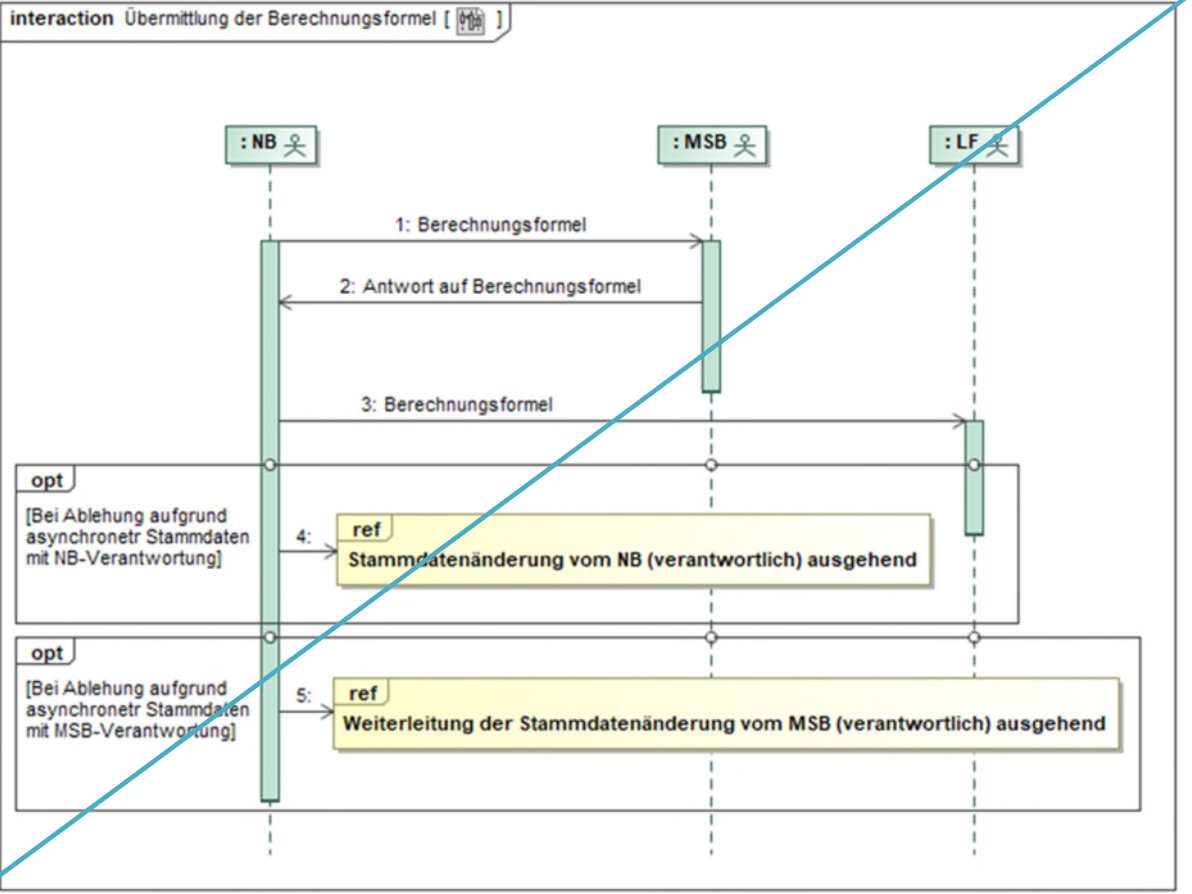 interaction Übermittlung der Berechnungsformel [ ]
: NB
: MSB
: LF
1: Berechnungsformel
2: Antwort auf Berechnungsformel
3: Berechnungsformel
opt
[Bei Ablehung aufgrund
asynchronetr Stammdaten
mit NB-Verantwortung]
4:
ref
Stammdatenänderung vom NB (verantwortlich) ausgehend
opt
[Bei Ablehung aufgrund
asynchronetr Stammdaten
mit MSB-Verantwortung]
5:
ref
Weiterleitung der Stammdatenänderung vom MSB (verantwortlich) ausgehend